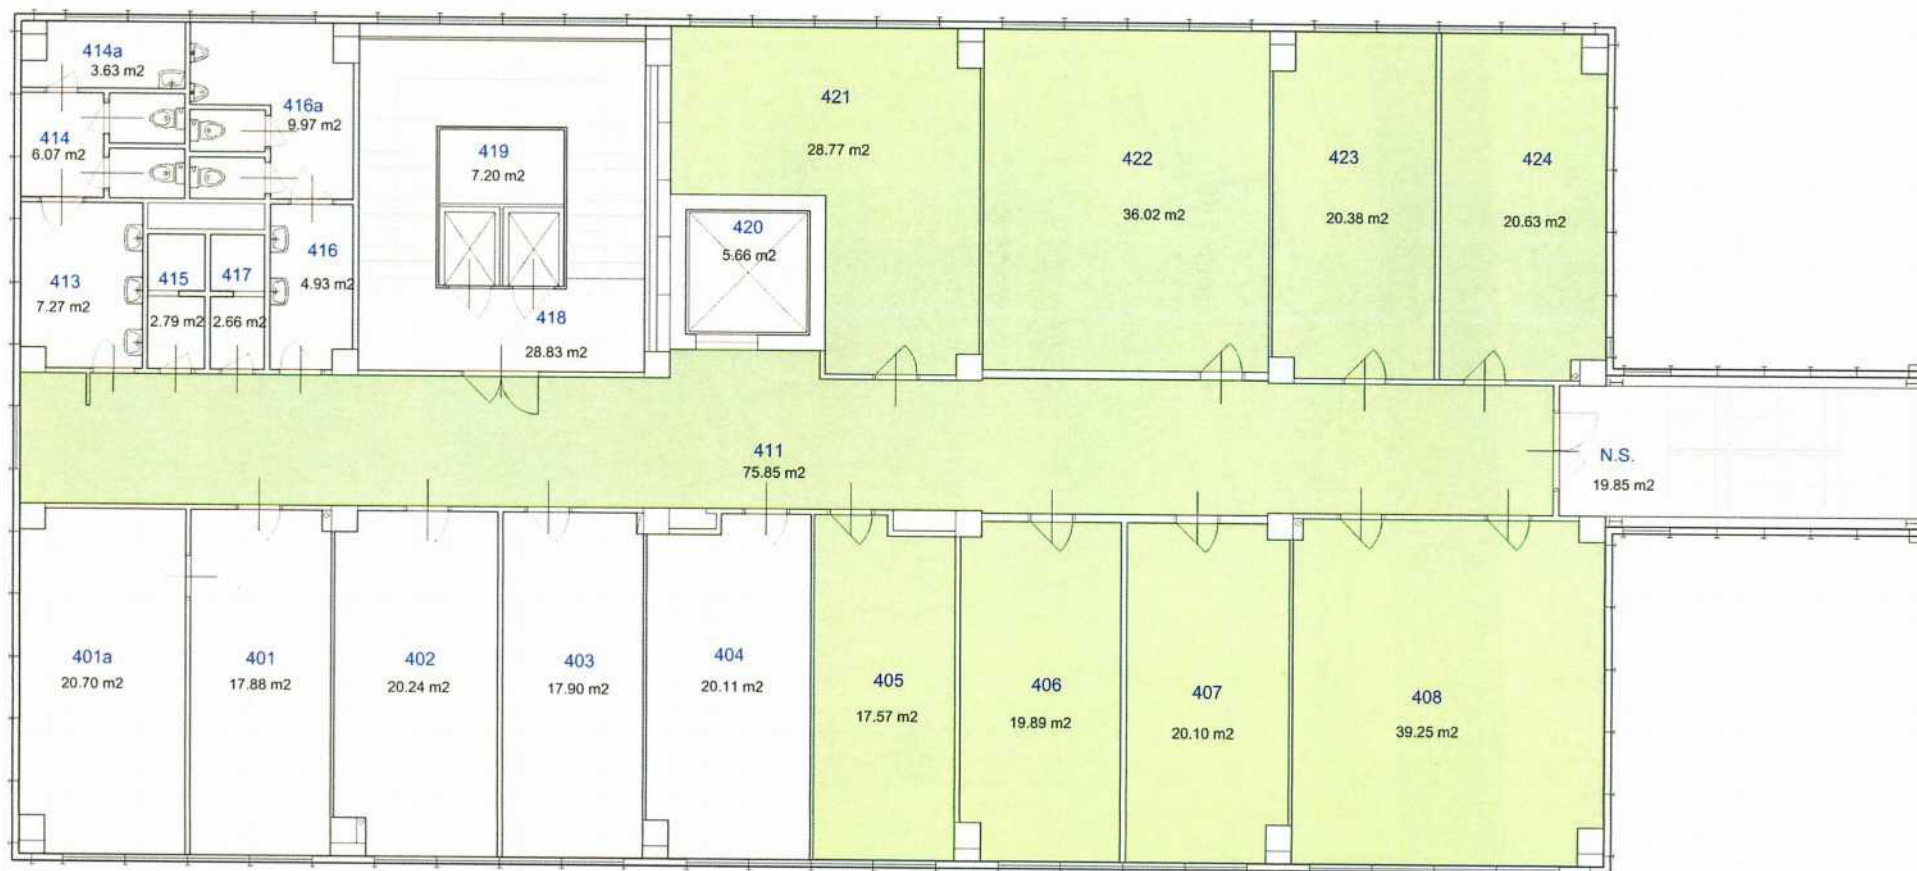 414a
3.63 m2
416a
9.97 m2
414
6.07 m2
419
7.20 m2
421
28.77 m2
422
36.02 m2
423
20.38 m2
424
20.63 m2
420
5.66 m2
413
7.27 m2
415
2.79 m2
417
2.66 m2
416
4.93 m2
418
28.83 m2
411
75.85 m2
N.S.
19.85 m2
401a
20.70 m2
401
17.88 m2
402
20.24 m2
403
17.90 m2
404
20.11 m2
405
17.57 m2
406
19.89 m2
407
20.10 m2
408
39.25 m2